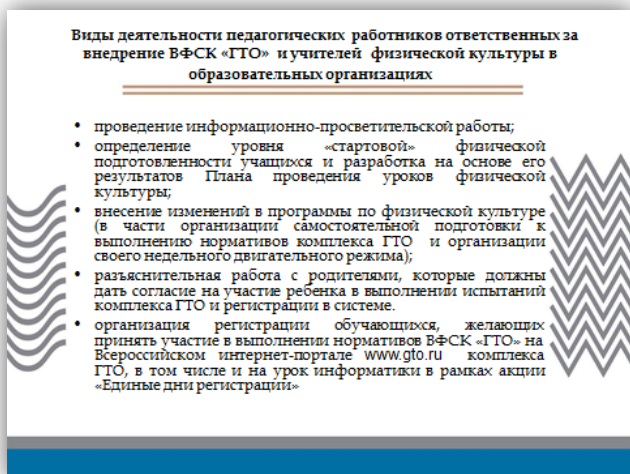 Виды деятельности педагогических работников ответственных за
внедрение ВФСК «ГТО» и учителей физической культуры в
образовательных организациях
• проведение информационно-просветительской работы;
• определение уровня «стартовой» физической
подготовленности учащихся и разработка на основе его
результатов Плана проведения уроков физической
культуры;
• внесение изменений в программы по физической культуре
(в части организации самостоятельной подготовки к
выполнению нормативов комплекса ГТО и организации
своего недельного двигательного режима);
• разъяснительная работа с родителями, которые должны
дать согласие на участие ребенка в выполнении испытаний
комплекса ГТО и регистрации в системе.
• организация регистрации обучающихся, желающих
принять участие в выполнении нормативов ВФСК «ГТО» на
Всероссийском интернет-портале www.gto.ru комплекса
ГТО, в том числе и на урок информатики в рамках акции
«Единые дни регистрации»